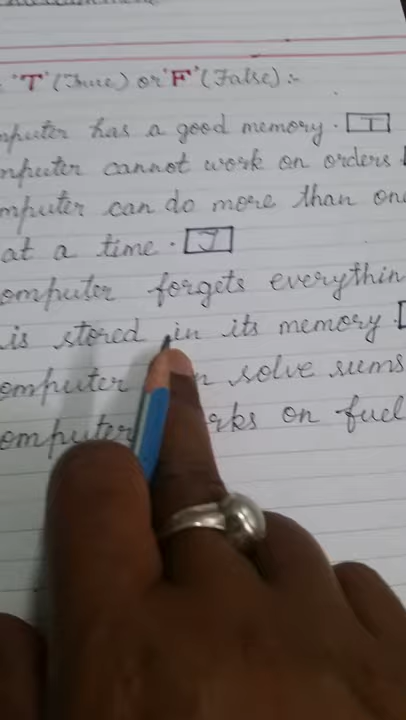 'T' (True) or 'F' (False) :-
mputer has a good memory. T
mputer cannot work on orders
mputer can do more than on
at a time. T
omputer forgets everythin
is stored in its memory.
omputer solve sums
omputer rks on fuel